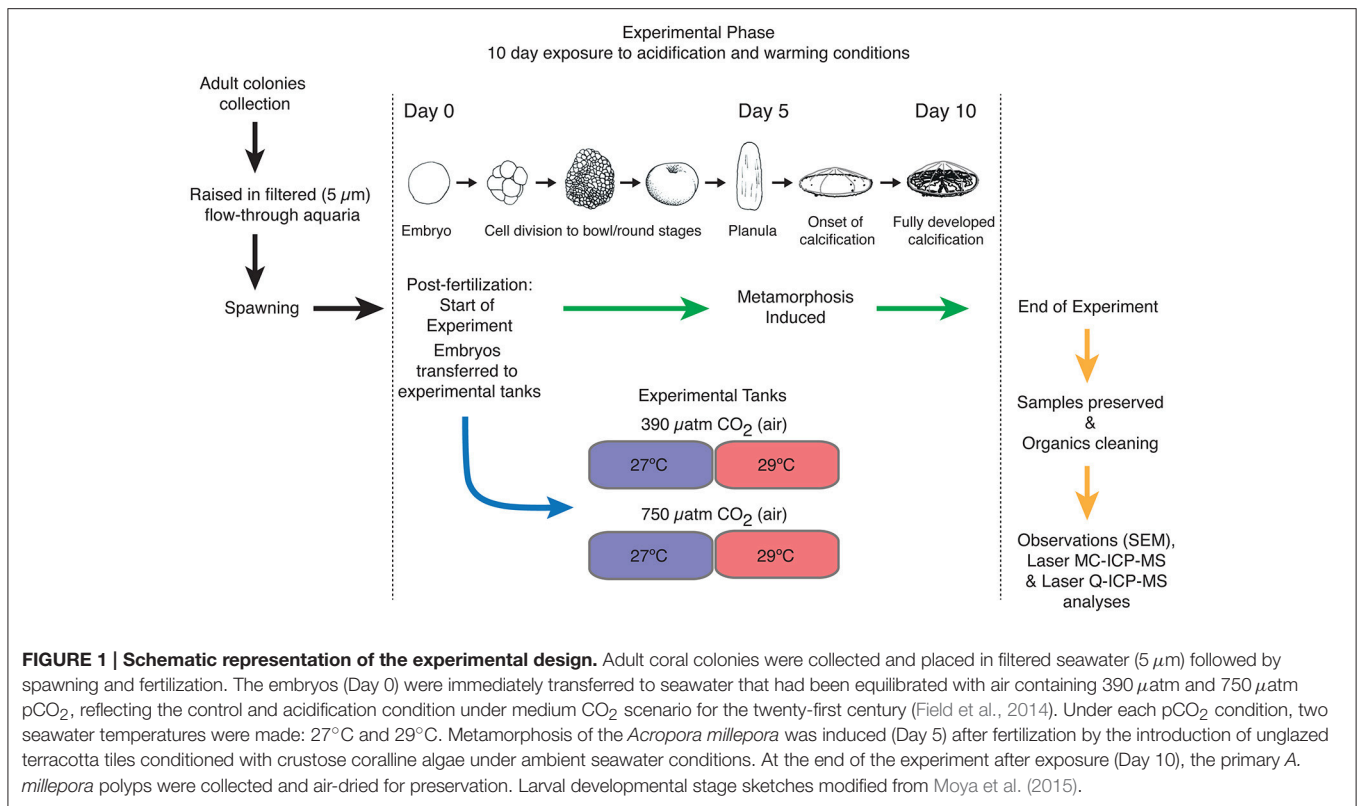 Experimental Phase
10 day exposure to acidification and warming conditions
Adult colonies
collection
Raised in filtered (5 µm)
flow-through aquaria
Spawning
Day 0
Day 5
Day 10
Embryo
Cell division to bowl/round stages
Planula
Onset of
calcification
Fully developed
calcification
Post-fertilization:
Start of
Experiment
Embryos
transferred to
experimental tanks
Metamorphosis
Induced
Experimental Tanks
390 µatm CO2 (air)
27°C
29°C
750 µatm CO2 (air)
27°C
29°C
End of Experiment
Samples preserved
&
Organics cleaning
Observations (SEM),
Laser MC-ICP-MS
& Laser Q-ICP-MS
analyses
FIGURE 1 | Schematic representation of the experimental design. Adult coral colonies were collected and placed in filtered seawater (5 µm) followed by
spawning and fertilization. The embryos (Day 0) were immediately transferred to seawater that had been equilibrated with air containing 390 µatm and 750 µatm
pCO2, reflecting the control and acidification condition under medium CO2 scenario for the twenty-first century (Field et al., 2014). Under each pCO2 condition, two
seawater temperatures were made: 27°C and 29°C. Metamorphosis of the Acropora millepora was induced (Day 5) after fertilization by the introduction of unglazed
terracotta tiles conditioned with crustose coralline algae under ambient seawater conditions. At the end of the experiment after exposure (Day 10), the primary A.
millepora polyps were collected and air-dried for preservation. Larval developmental stage sketches modified from Moya et al. (2015).